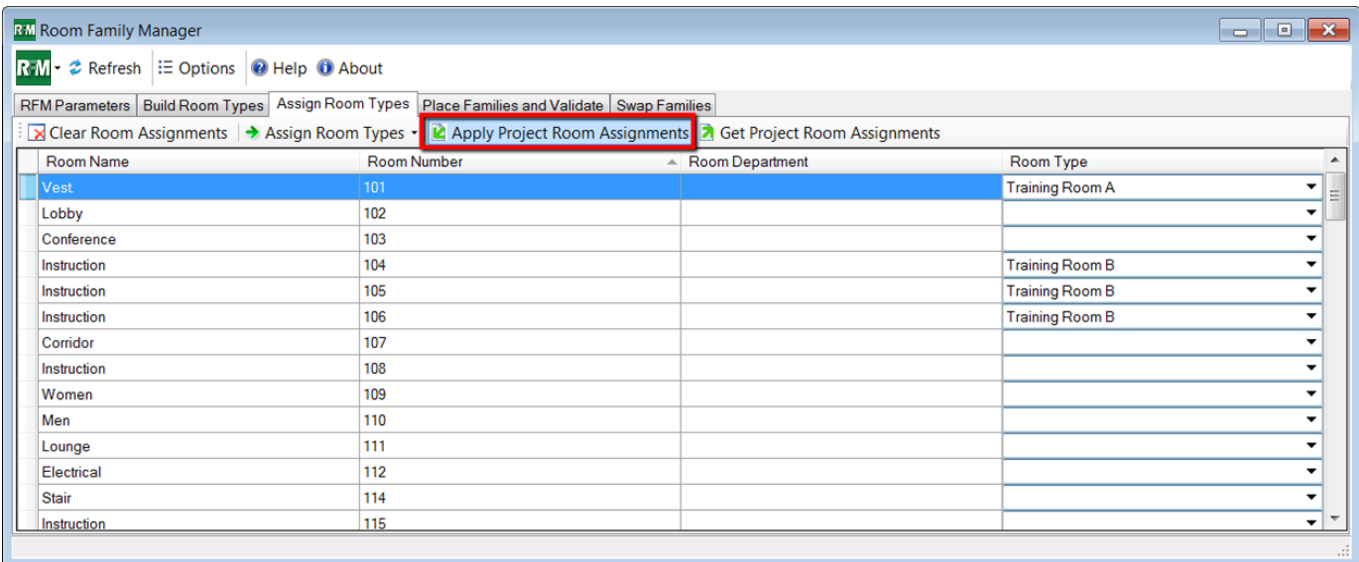 RFM Room Family Manager
RFM Refresh Options Help About
RFM Parameters Build Room Types Assign Room Types Place Families and Validate Swap Families
Clear Room Assignments Assign Room Types Apply Project Room Assignments Get Project Room Assignments
Room Name Room Number Room Department Room Type
Vest. 101 Training Room A
Lobby 102
Conference 103
Instruction 104 Training Room B
Instruction 105 Training Room B
Instruction 106 Training Room B
Corridor 107
Instruction 108
Women 109
Men 110
Lounge 111
Electrical 112
Stair 114
Instruction 115